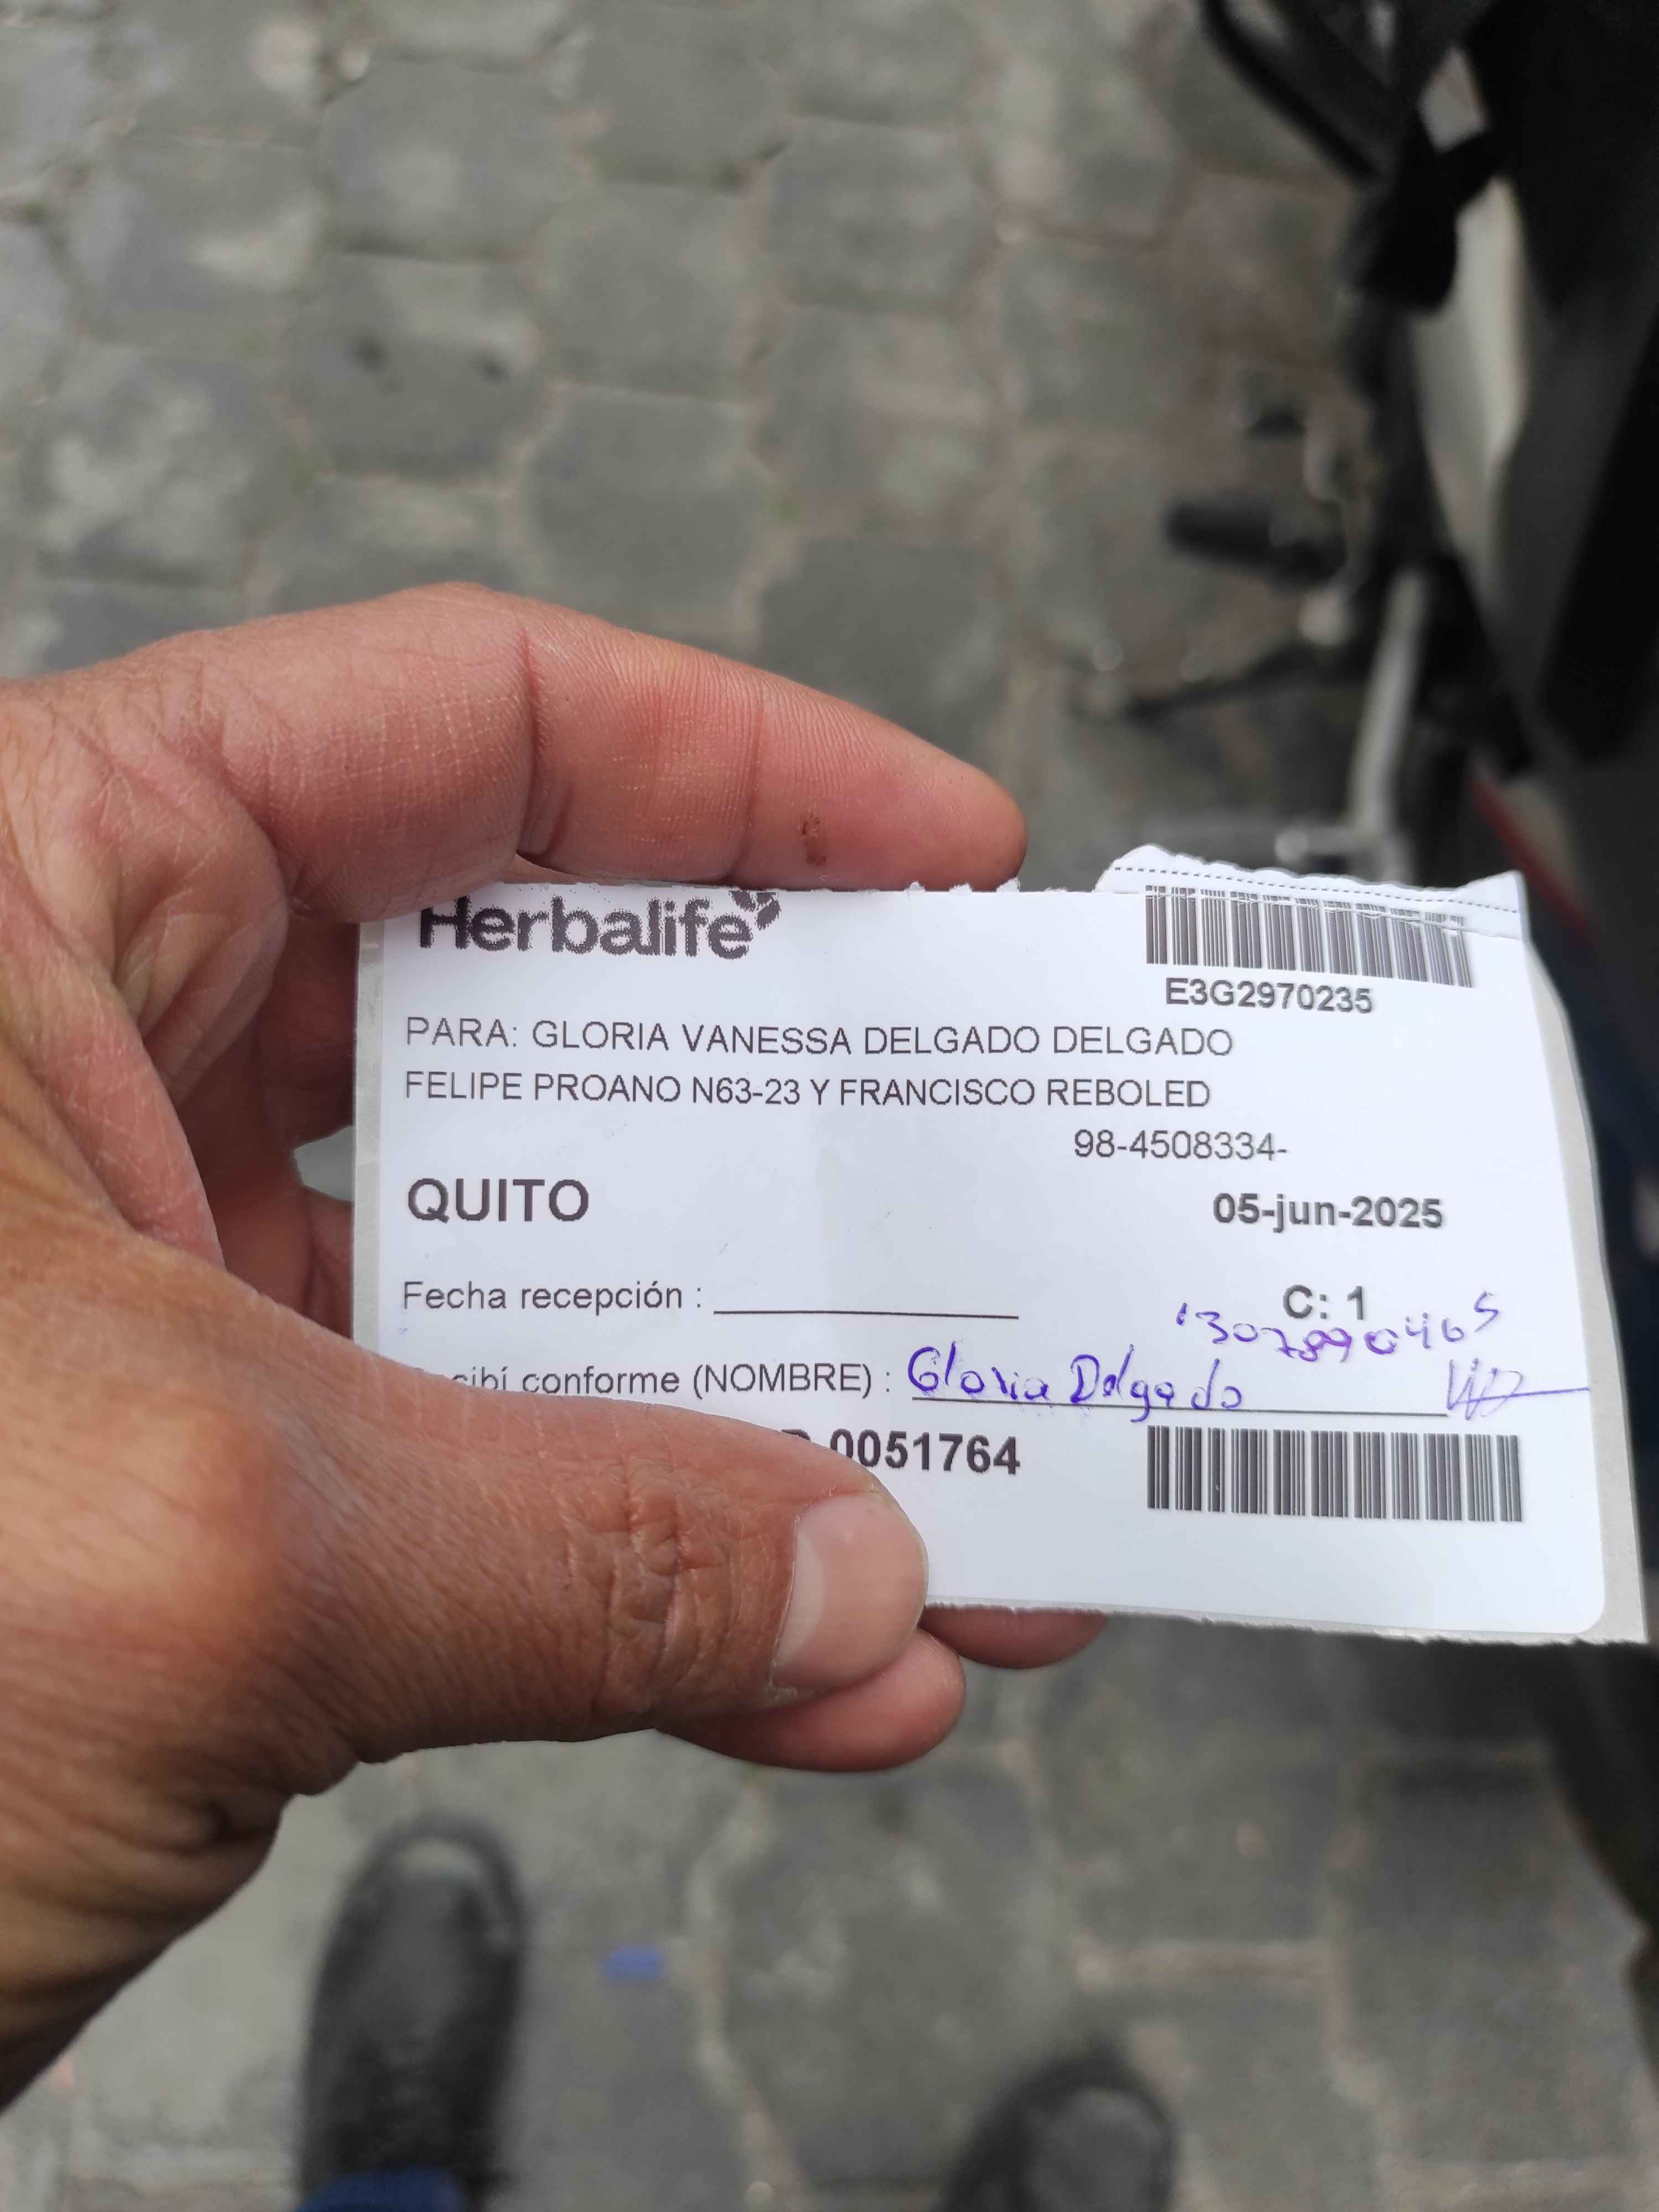 Herbalife
E3G2970235
PARA: GLORIA VANESSA DELGADO DELGADO
FELIPE PROANO N63-23 Y FRANCISCO REBOLED
98-4508334-
QUITO
05-jun-2025
Fecha recepción :
C: 1
conforme (NOMBRE) : Gloria Delgado
0051764